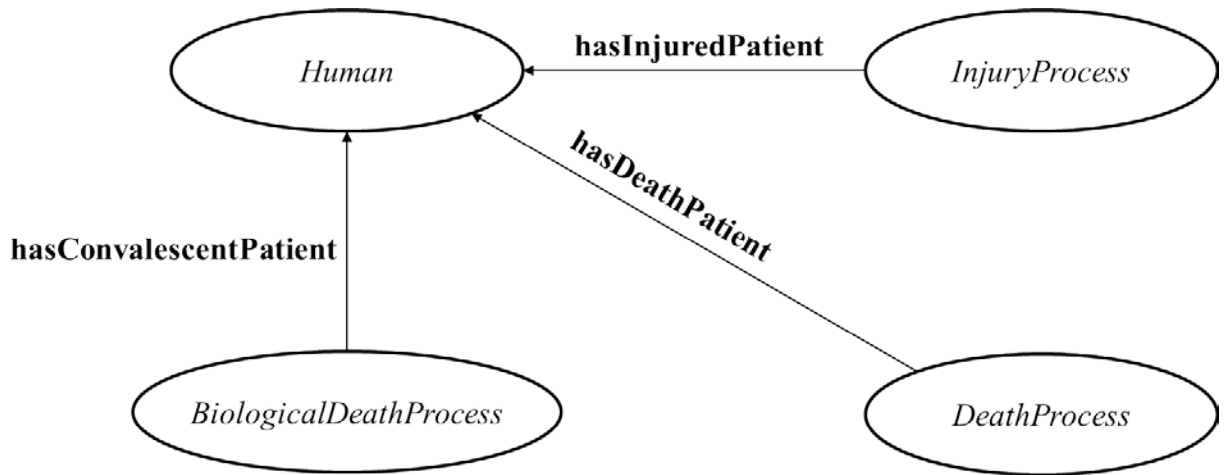 Human
hasInjuredPatient
InjuryProcess
hasDeathPatient
hasConvalescentPatient
BiologicalDeathProcess
DeathProcess